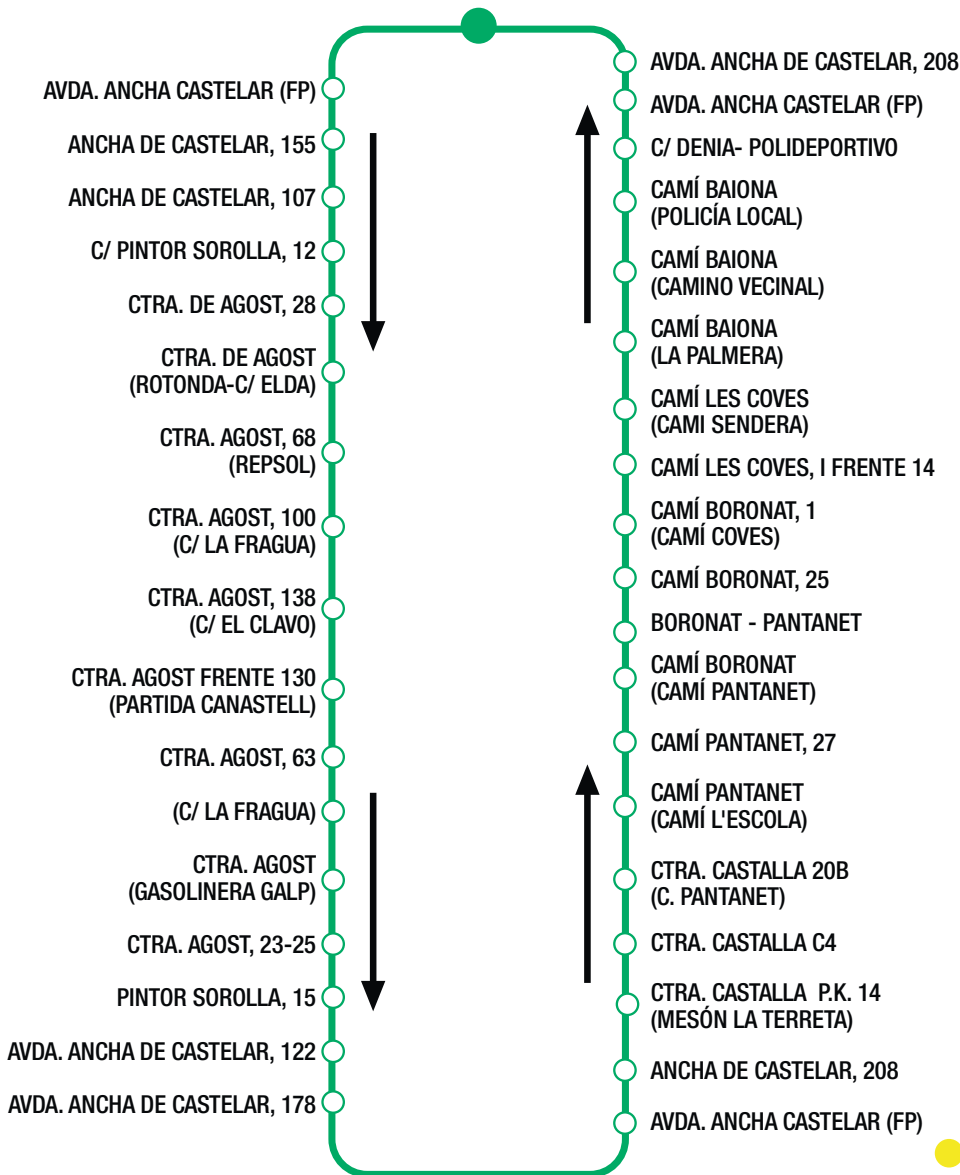 AVDA. ANCHA CASTELAR (FP)
ANCHA DE CASTELAR, 155
ANCHA DE CASTELAR, 107
C/ PINTOR SOROLLA, 12
CTRA. DE AGOST, 28
CTRA. DE AGOST
(ROTONDA-C/ ELDA)
CTRA. AGOST, 68
(REPSOL)
CTRA. AGOST, 100
(C/ LA FRAGUA)
CTRA. AGOST, 138
(C/ EL CLAVO)
CTRA. AGOST FRENTE 130
(PARTIDA CANASTELL)
CTRA. AGOST, 63
(C/ LA FRAGUA)
CTRA. AGOST
(GASOLINERA GALP)
CTRA. AGOST, 23-25
PINTOR SOROLLA, 15
AVDA. ANCHA DE CASTELAR, 122
AVDA. ANCHA DE CASTELAR, 178
AVDA. ANCHA DE CASTELAR, 208
AVDA. ANCHA CASTELAR (FP)
C/ DENIA- POLIDEPORTIVO
CAMÍ BAIONA
(POLICÍA LOCAL)
CAMÍ BAIONA
(CAMINO VECINAL)
CAMÍ BAIONA
(LA PALMERA)
CAMÍ LES COVES
(CAMI SENDERA)
CAMÍ LES COVES, I FRENTE 14
CAMÍ BORONAT, 1
(CAMÍ COVES)
CAMÍ BORONAT, 25
BORONAT - PANTANET
CAMÍ BORONAT
(CAMÍ PANTANET)
CAMÍ PANTANET, 27
CAMÍ PANTANET
(CAMÍ L'ESCOLA)
CTRA. CASTALLA 20B
(C. PANTANET)
CTRA. CASTALLA C4
CTRA. CASTALLA P.K. 14
(MESÓN LA TERRETA)
ANCHA DE CASTELAR, 208
AVDA. ANCHA CASTELAR (FP)